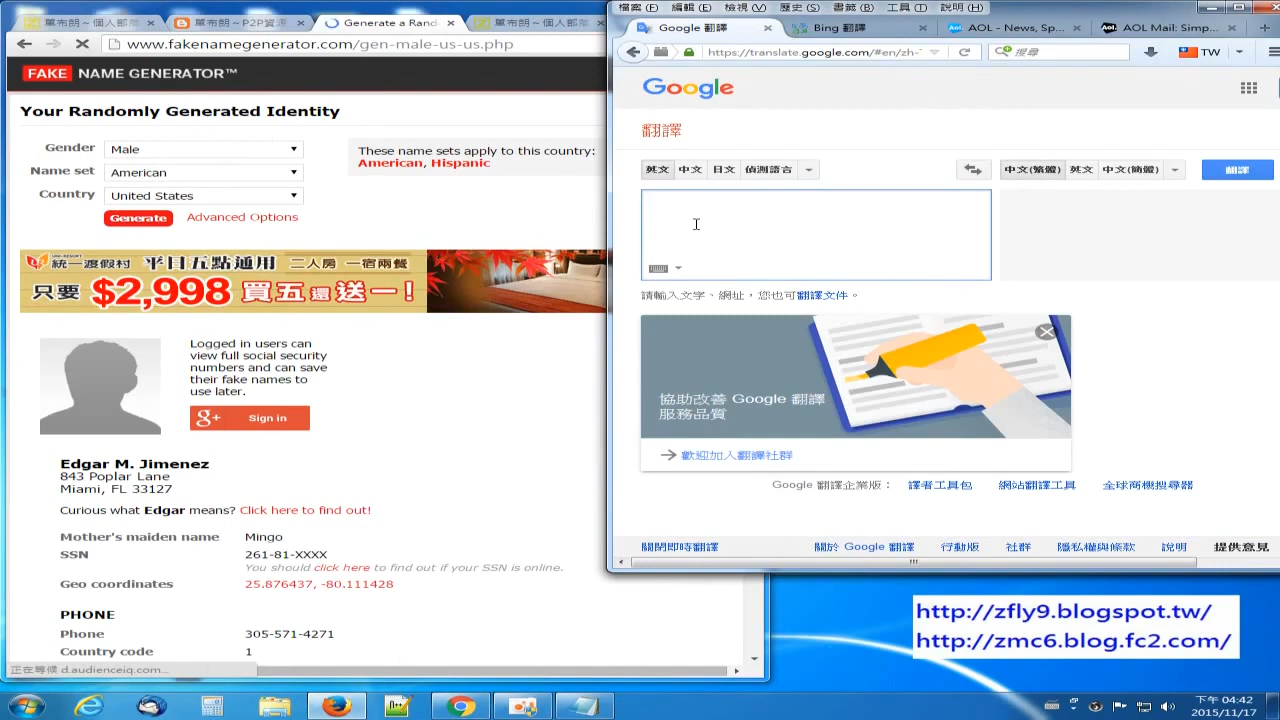 單布朗~個人部落
單布朗~P2P資源
Generate a Rand
單布朗~個人部落
www.fakenamegenerator.com/gen-male-us-us.php
FAKE NAME GENERATOR™
Your Randomly Generated Identity
Gender
Male
Name set
American
Country
United States
Generate
Advanced Options
These name sets apply to this country:
American, Hispanic
統一渡假村 平日五點通用 二人房 一宿兩餐
UNI-RESORT
只要 $2,998 買五還送一!
Logged in users can
view full social security
numbers and can save
their fake names to
use later.
g+ Sign in
Edgar M. Jimenez
843 Poplar Lane
Miami, FL 33127
Curious what Edgar means? Click here to find out!
Mother's maiden name
Mingo
SSN
261-81-XXXX
You should click here to find out if your SSN is online.
Geo coordinates
25.876437, -80.111428
PHONE
Phone
305-571-4271
Country code
1
正在等候 d.audienceiq.com...
檔案(F) 編輯(E) 檢視(V) 歷史(S) 書籤(B) 工具(T) 說明(H)
Google 翻譯
Bing 翻譯
AOL - News, Sp...
AOL Mail: Simp...
https://translate.google.com/#en/zh-
搜尋
TW
Google
翻譯
英文 中文 日文 偵測語言
中文(繁體) 英文 中文(簡體)
翻譯
請輸入文字、網址，您也可翻譯文件。
協助改善 Google 翻譯
服務品質
歡迎加入翻譯社群
Google 翻譯企業版：
譯者工具包
網站翻譯工具
全球商機搜尋器
關閉即時翻譯
關於 Google 翻譯
行動版
社群
隱私權與條款
說明
提供意見
http://zfly9.blogspot.tw/
http://zmc6.blog.fc2.com/
下午 04:42
2015/11/17